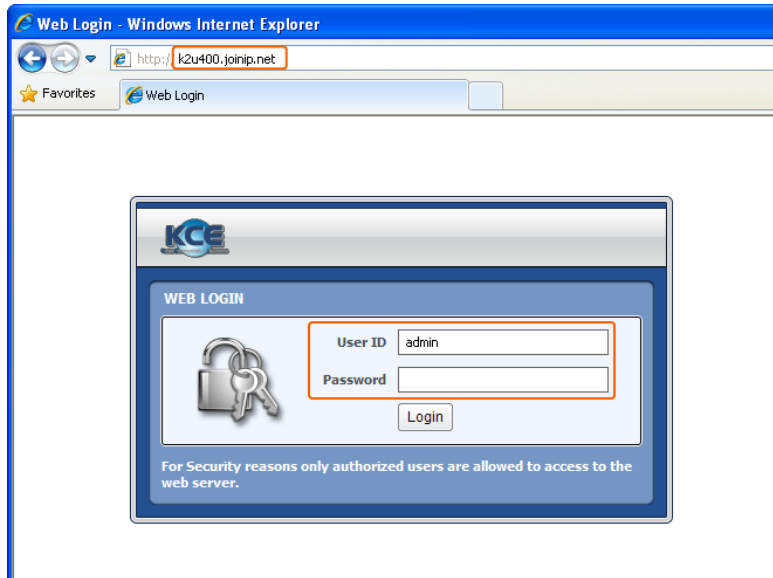 Web Login - Windows Internet Explorer
http:// k2u400.joinip.net
Favorites
Web Login
KCE
WEB LOGIN
User ID
admin
Password
Login
For Security reasons only authorized users are allowed to access to the
web server.